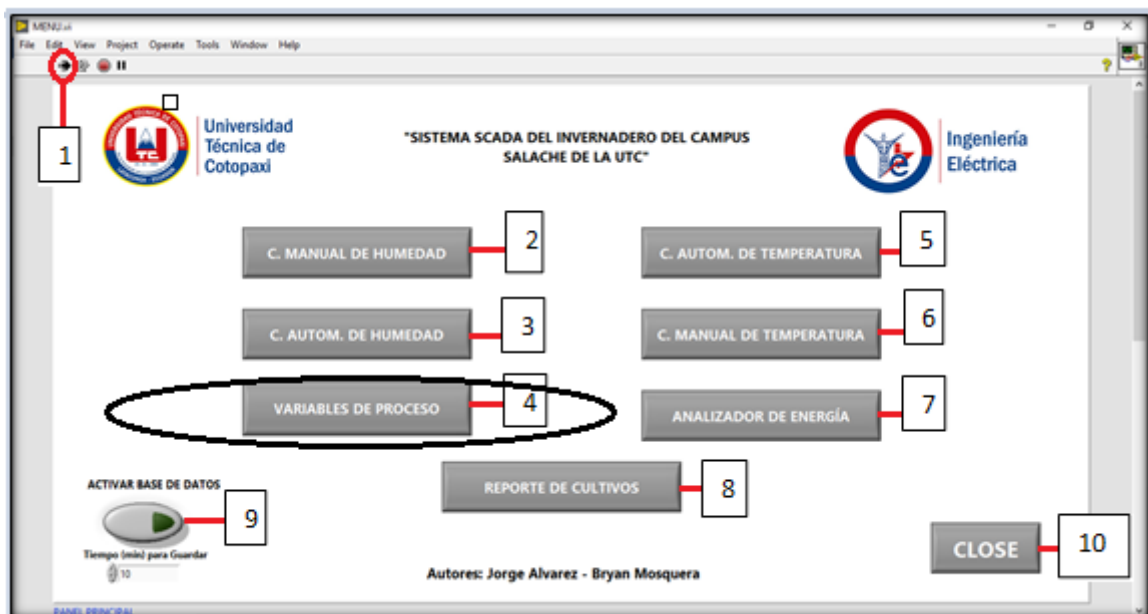 MENU.vi
File Edit View Project Operate Tools Window Help
1
Universidad
Técnica de
Cotopaxi
"SISTEMA SCADA DEL INVERNADERO DEL CAMPUS
SALACHE DE LA UTC"
Ingeniería
Eléctrica
C. MANUAL DE HUMEDAD
2
C. AUTOM. DE TEMPERATURA
5
C. AUTOM. DE HUMEDAD
3
C. MANUAL DE TEMPERATURA
6
VARIABLES DE PROCESO
4
ANALIZADOR DE ENERGÍA
7
REPORTE DE CULTIVOS
8
ACTIVAR BASE DE DATOS
9
Tiempo (min) para Guardar
10
CLOSE
10
Autores: Jorge Alvarez - Bryan Mosquera
PANEL PRINCIPAL